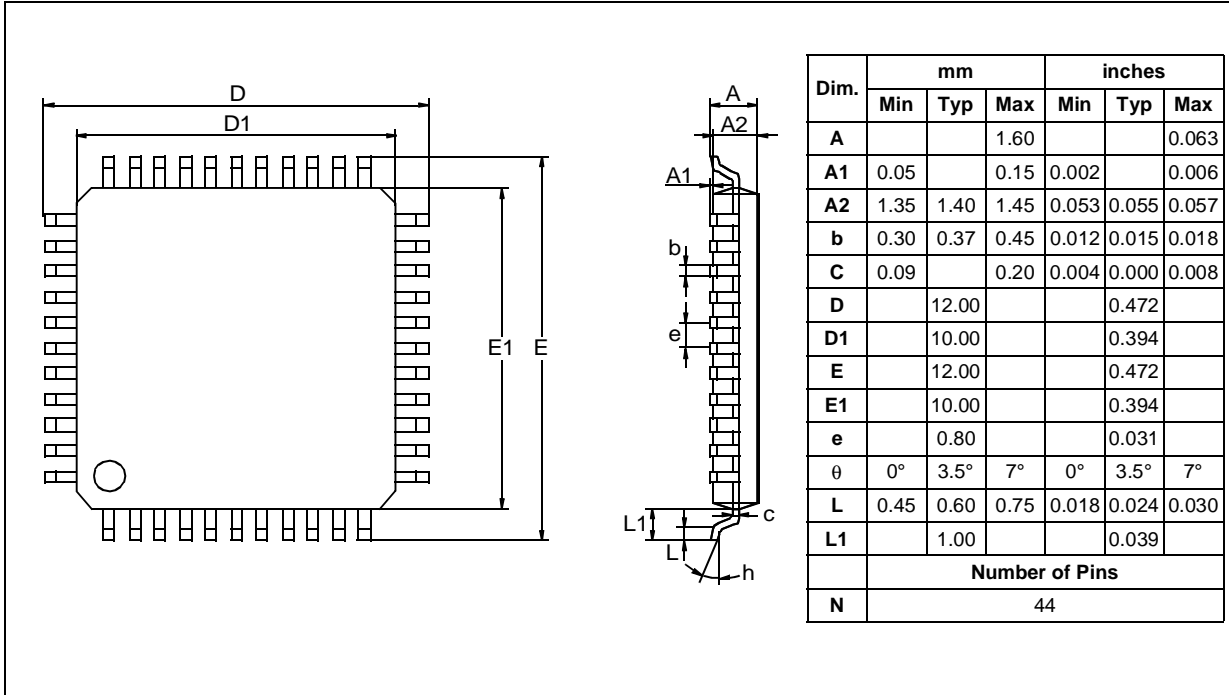 D
D1
E1
E
A
A2
A1
b
e
L1
L
c
h
Dim. mm inches
Min Typ Max Min Typ Max
A 1.60 0.063
A1 0.05 0.15 0.002 0.006
A2 1.35 1.40 1.45 0.053 0.055 0.057
b 0.30 0.37 0.45 0.012 0.015 0.018
C 0.09 0.20 0.004 0.000 0.008
D 12.00 0.472
D1 10.00 0.394
E 12.00 0.472
E1 10.00 0.394
e 0.80 0.031
θ 0° 3.5° 7° 0° 3.5° 7°
L 0.45 0.60 0.75 0.018 0.024 0.030
L1 1.00 0.039
Number of Pins
N 44